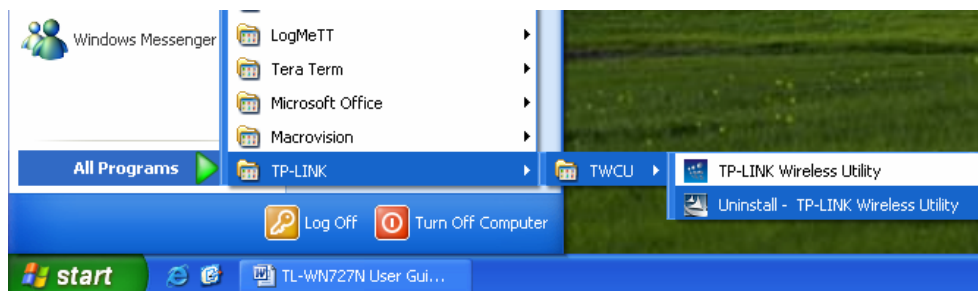 Windows Messenger
LogMeTT
Tera Term
Microsoft Office
Macrovision
All Programs
TP-LINK
TWCU
TP-LINK Wireless Utility
Uninstall - TP-LINK Wireless Utility
Log Off
Turn Off Computer
start
TL-WN727N User Gui...